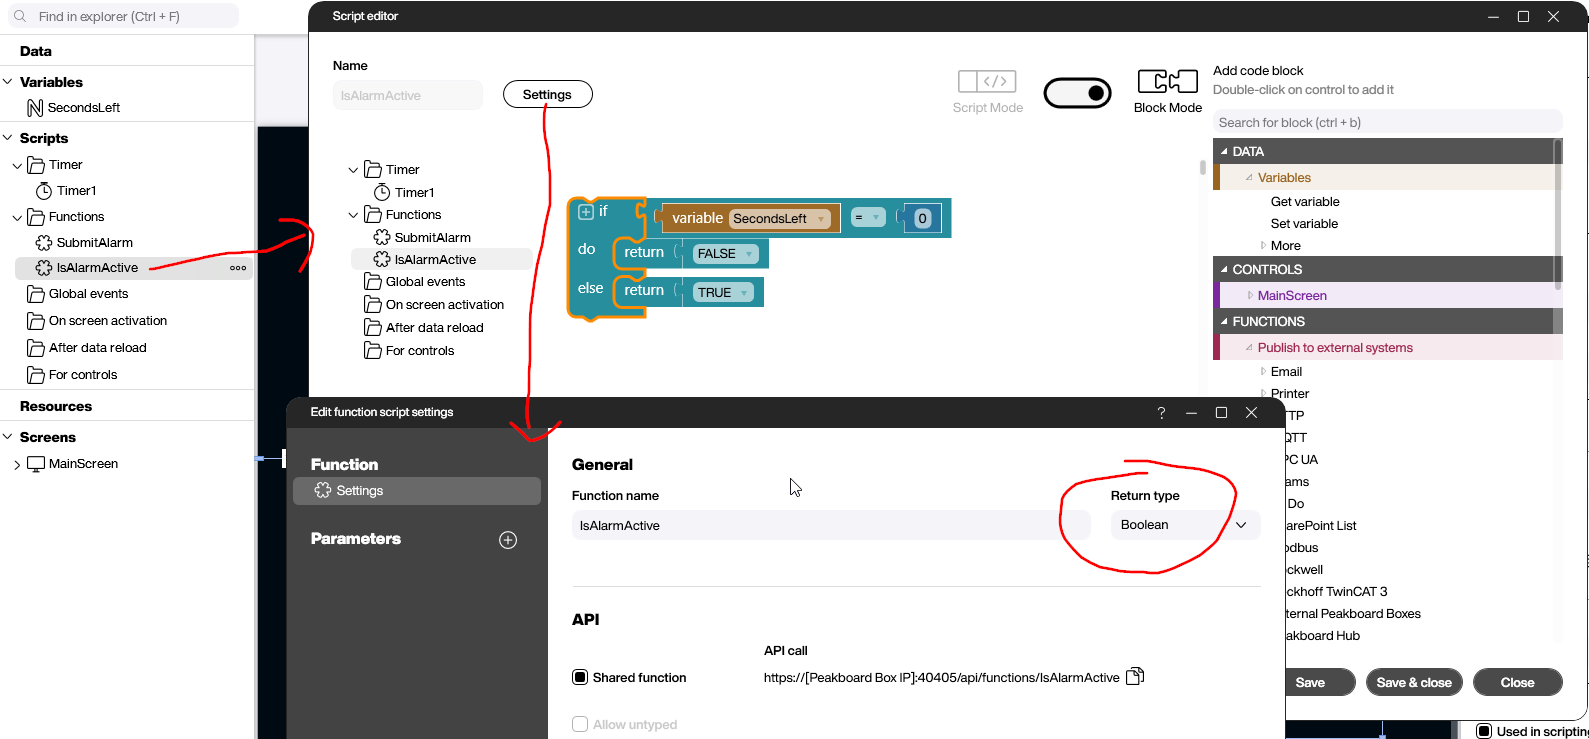 Find in explorer (Ctrl + F)
Data
Variables
SecondsLeft
Scripts
Timer
Timer1
Functions
SubmitAlarm
IsAlarmActive
Global events
On screen activation
After data reload
For controls
Resources
Screens
MainScreen
Script editor
Name
IsAlarmActive
Settings
Script Mode
Block Mode
Timer
Timer1
Functions
SubmitAlarm
IsAlarmActive
Global events
On screen activation
After data reload
For controls
if variable SecondsLeft = 0
do return FALSE
else return TRUE
Add code block
Double-click on control to add it
Search for block (ctrl + b)
DATA
Variables
Get variable
Set variable
More
CONTROLS
MainScreen
FUNCTIONS
Publish to external systems
Email
Printer
TP
QTT
PC UA
ams
Do
arePoint List
odbus
ockwell
ckhoff TwinCAT 3
ternal Peakboard Boxes
akboard Hub
Save
Save & close
Close
Used in scripting
Edit function script settings
?
Function
Settings
Parameters
General
Function name
IsAlarmActive
Return type
Boolean
API
API call
Shared function
https://[Peakboard Box IP]:40405/api/functions/IsAlarmActive
Allow untyped